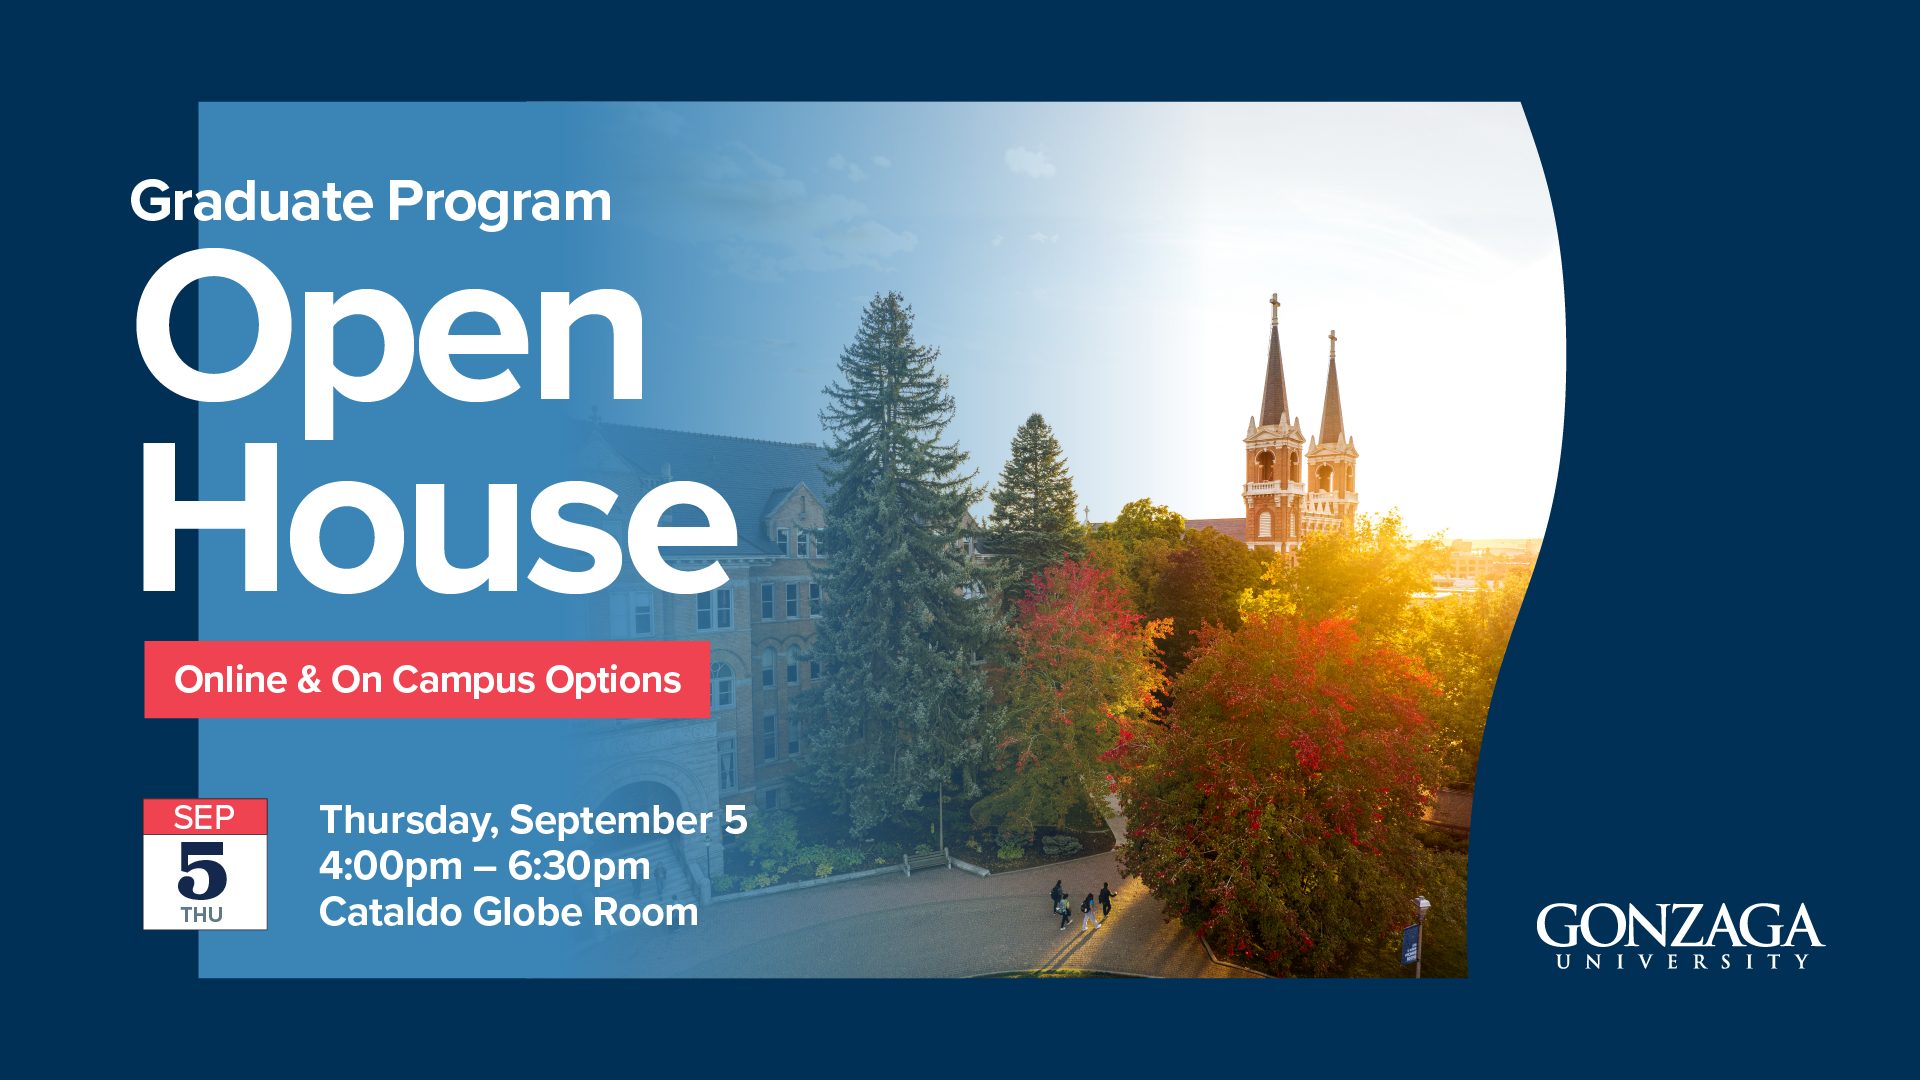 Graduate Program
Open
House
Online & On Campus Options
SEP
5
THU
Thursday, September 5
4:00pm – 6:30pm
Cataldo Globe Room
GONZAGA
UNIVERSITY